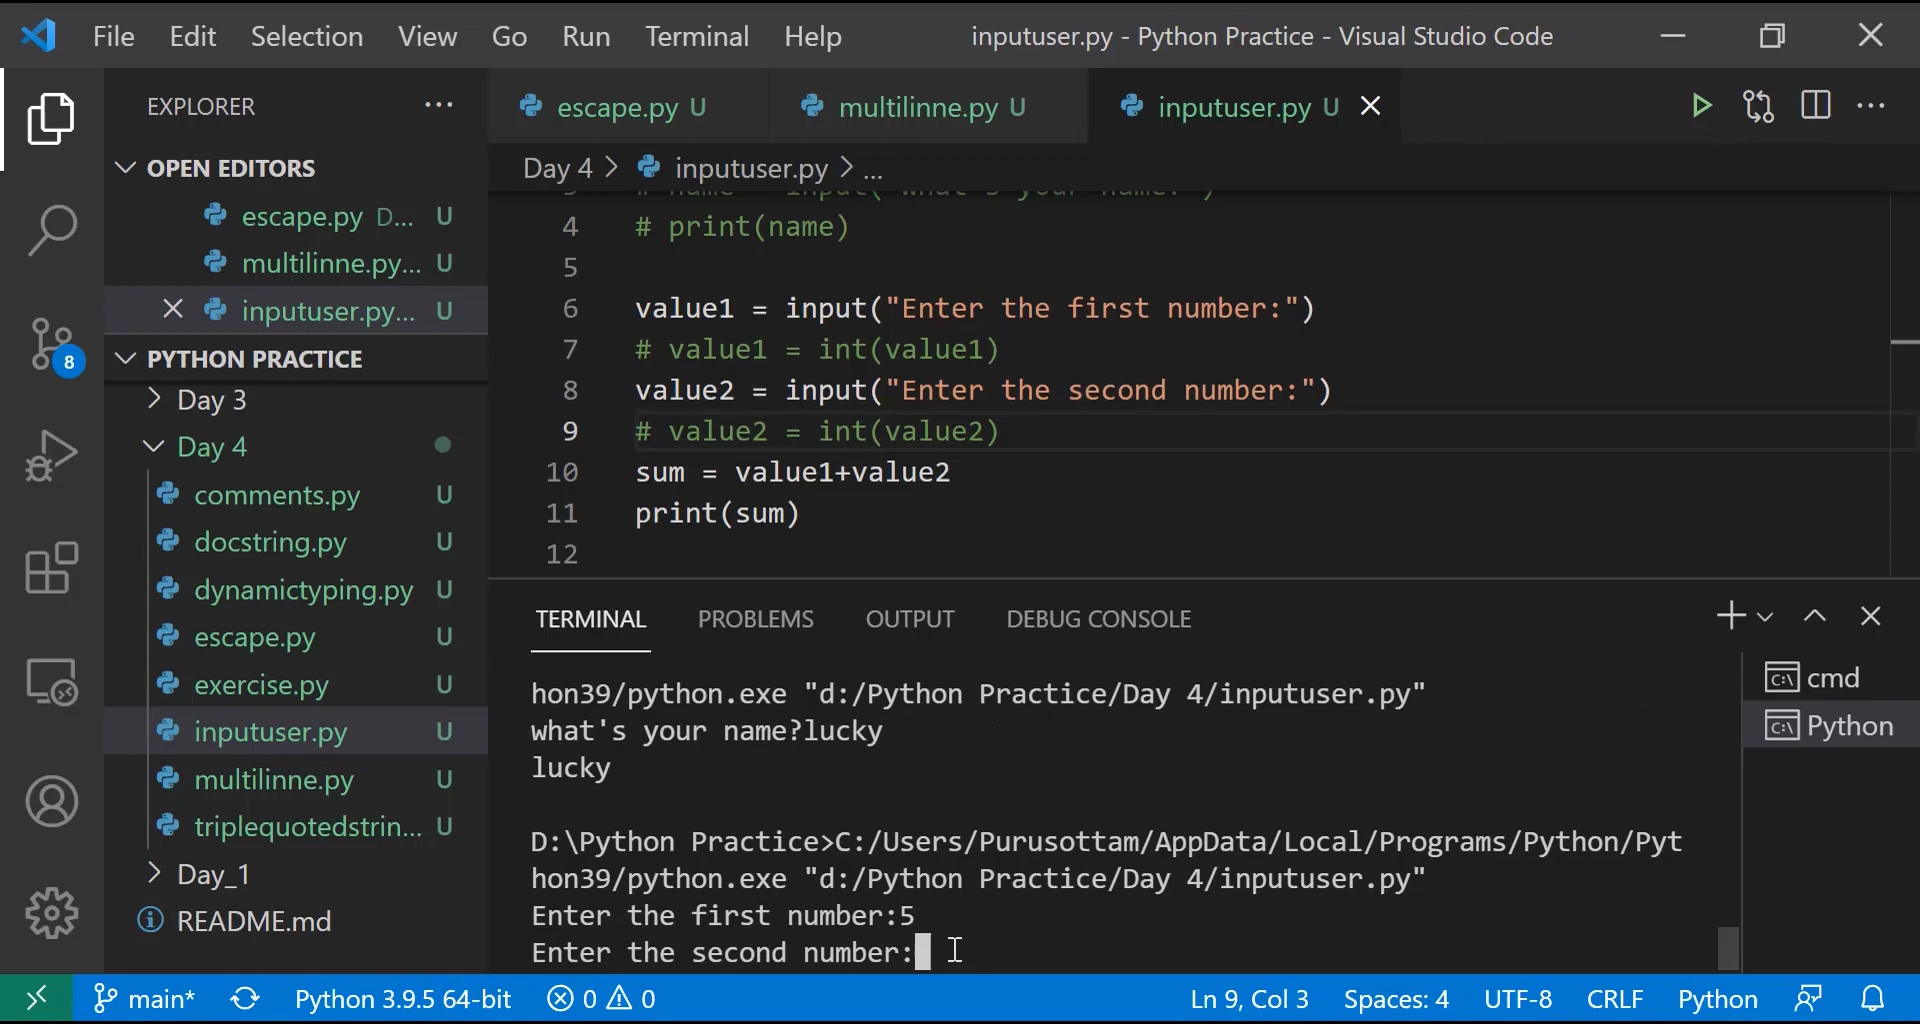 File Edit Selection View Go Run Terminal Help inputuser.py - Python Practice - Visual Studio Code
EXPLORER
OPEN EDITORS
escape.py D... U
multilinne.py... U
inputuser.py... U
PYTHON PRACTICE
Day 3
Day 4
comments.py U
docstring.py U
dynamictyping.py U
escape.py U
exercise.py U
inputuser.py U
multilinne.py U
triplequotedstrin... U
Day_1
README.md
8
escape.py U multilinne.py U inputuser.py U
Day 4 > inputuser.py > ...
4 # print(name)
5
6 value1 = input("Enter the first number:")
7 # value1 = int(value1)
8 value2 = input("Enter the second number:")
9 # value2 = int(value2)
10 sum = value1+value2
11 print(sum)
12
TERMINAL PROBLEMS OUTPUT DEBUG CONSOLE
hon39/python.exe "d:/Python Practice/Day 4/inputuser.py"
what's your name?lucky
lucky
D:\Python Practice>C:/Users/Purusottam/AppData/Local/Programs/Python/Pyt
hon39/python.exe "d:/Python Practice/Day 4/inputuser.py"
Enter the first number:5
Enter the second number:
cmd
Python
main* Python 3.9.5 64-bit 0 0 Ln 9, Col 3 Spaces: 4 UTF-8 CRLF Python